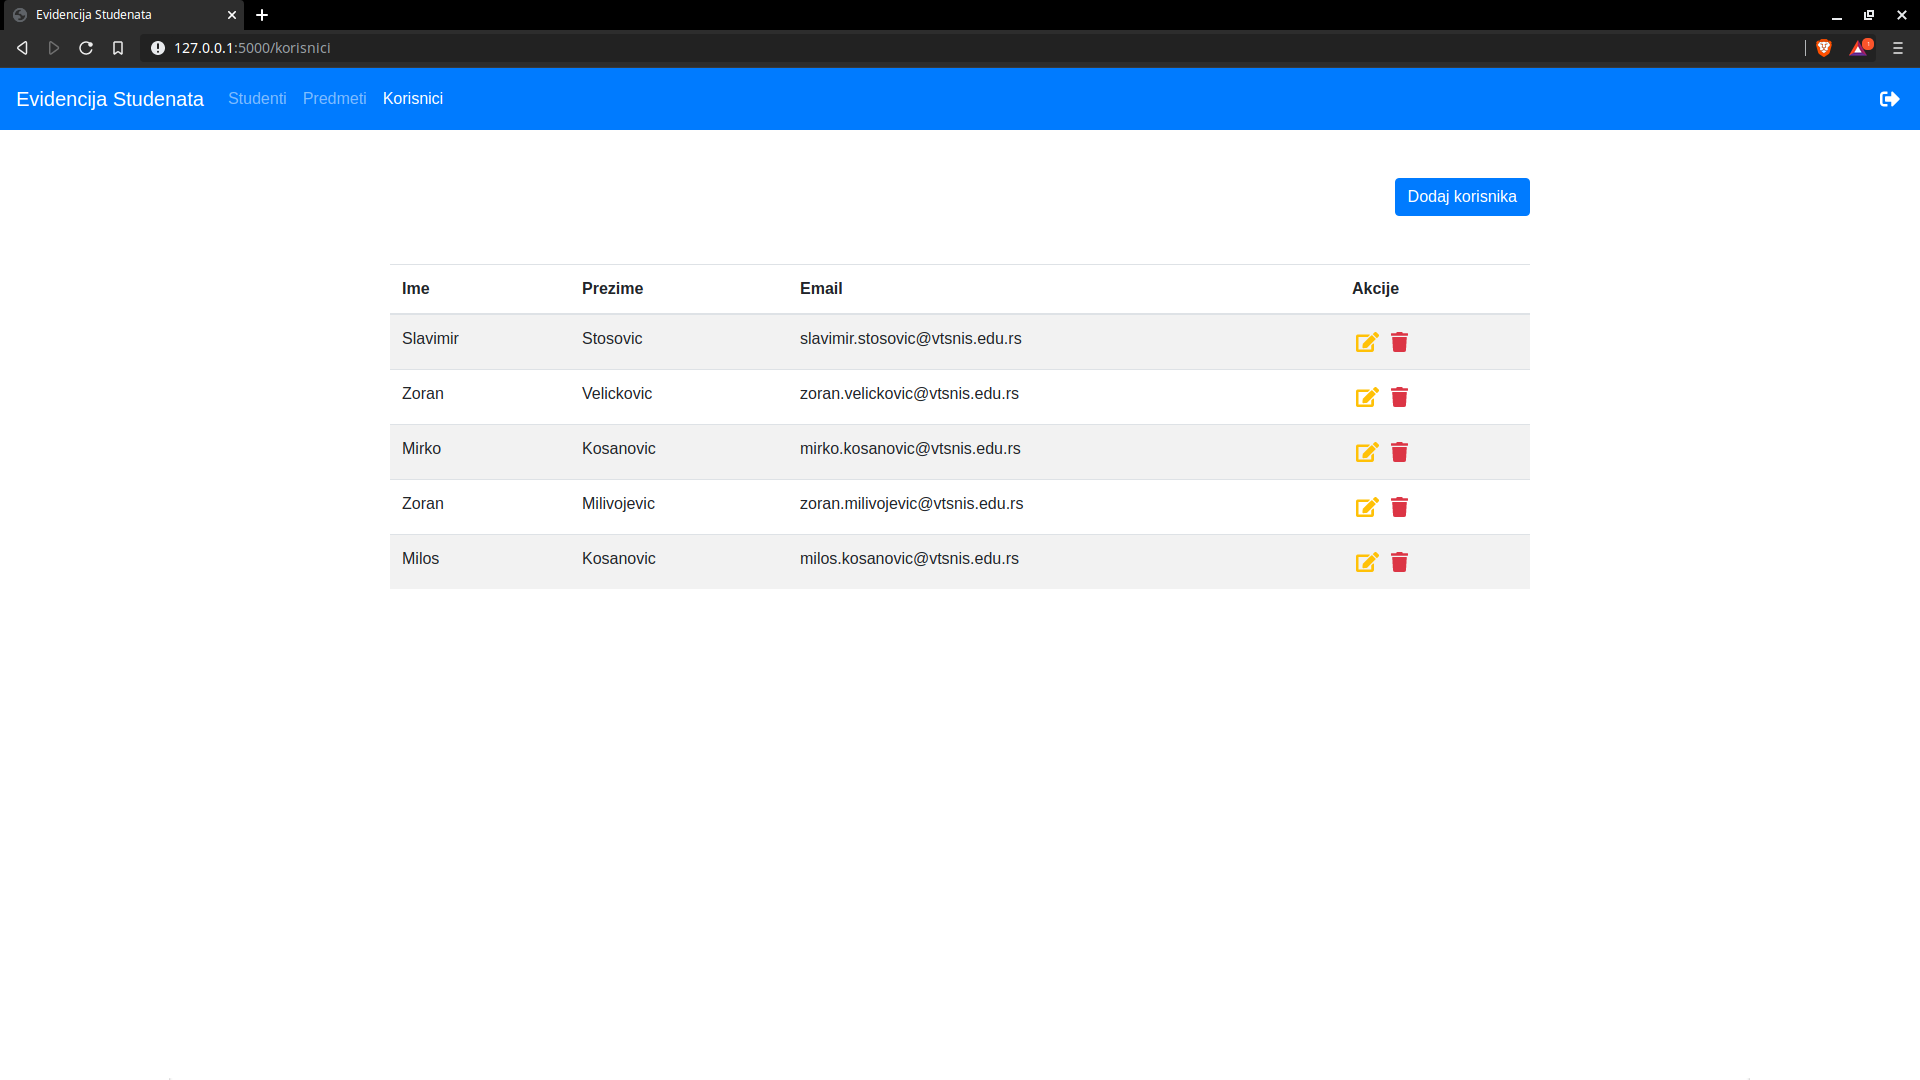 Evidencija Studenata
127.0.0.1:5000/korisnici
Evidencija Studenata Studenti Predmeti Korisnici
Dodaj korisnika
Ime Prezime Email Akcije
Slavimir Stosovic slavimir.stosovic@vtsnis.edu.rs
Zoran Velickovic zoran.velickovic@vtsnis.edu.rs
Mirko Kosanovic mirko.kosanovic@vtsnis.edu.rs
Zoran Milivojevic zoran.milivojevic@vtsnis.edu.rs
Milos Kosanovic milos.kosanovic@vtsnis.edu.rs